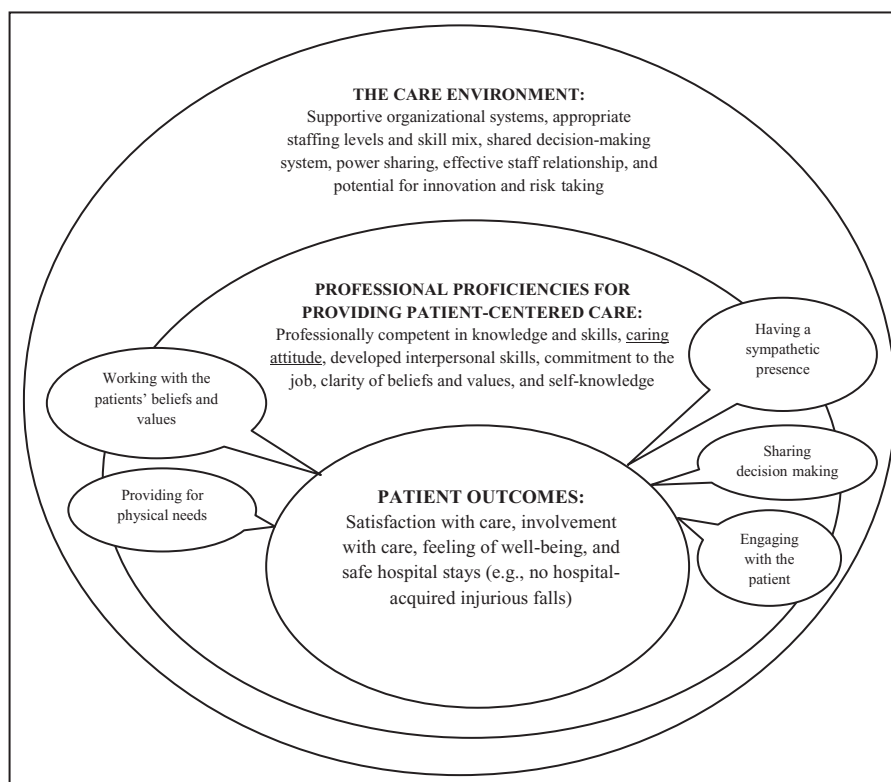 THE CARE ENVIRONMENT:
Supportive organizational systems, appropriate
staffing levels and skill mix, shared decision-making
system, power sharing, effective staff relationship, and
potential for innovation and risk taking
PROFESSIONAL PROFICIENCIES FOR
PROVIDING PATIENT-CENTERED CARE:
Professionally competent in knowledge and skills, caring
attitude, developed interpersonal skills, commitment to the
job, clarity of beliefs and values, and self-knowledge
Having a
sympathetic
presence
Working with the
patients’ beliefs and
values
Sharing
decision making
Providing for
physical needs
Engaging
with the
patient
PATIENT OUTCOMES:
Satisfaction with care, involvement
with care, feeling of well-being, and
safe hospital stays (e.g., no hospital-
acquired injurious falls)